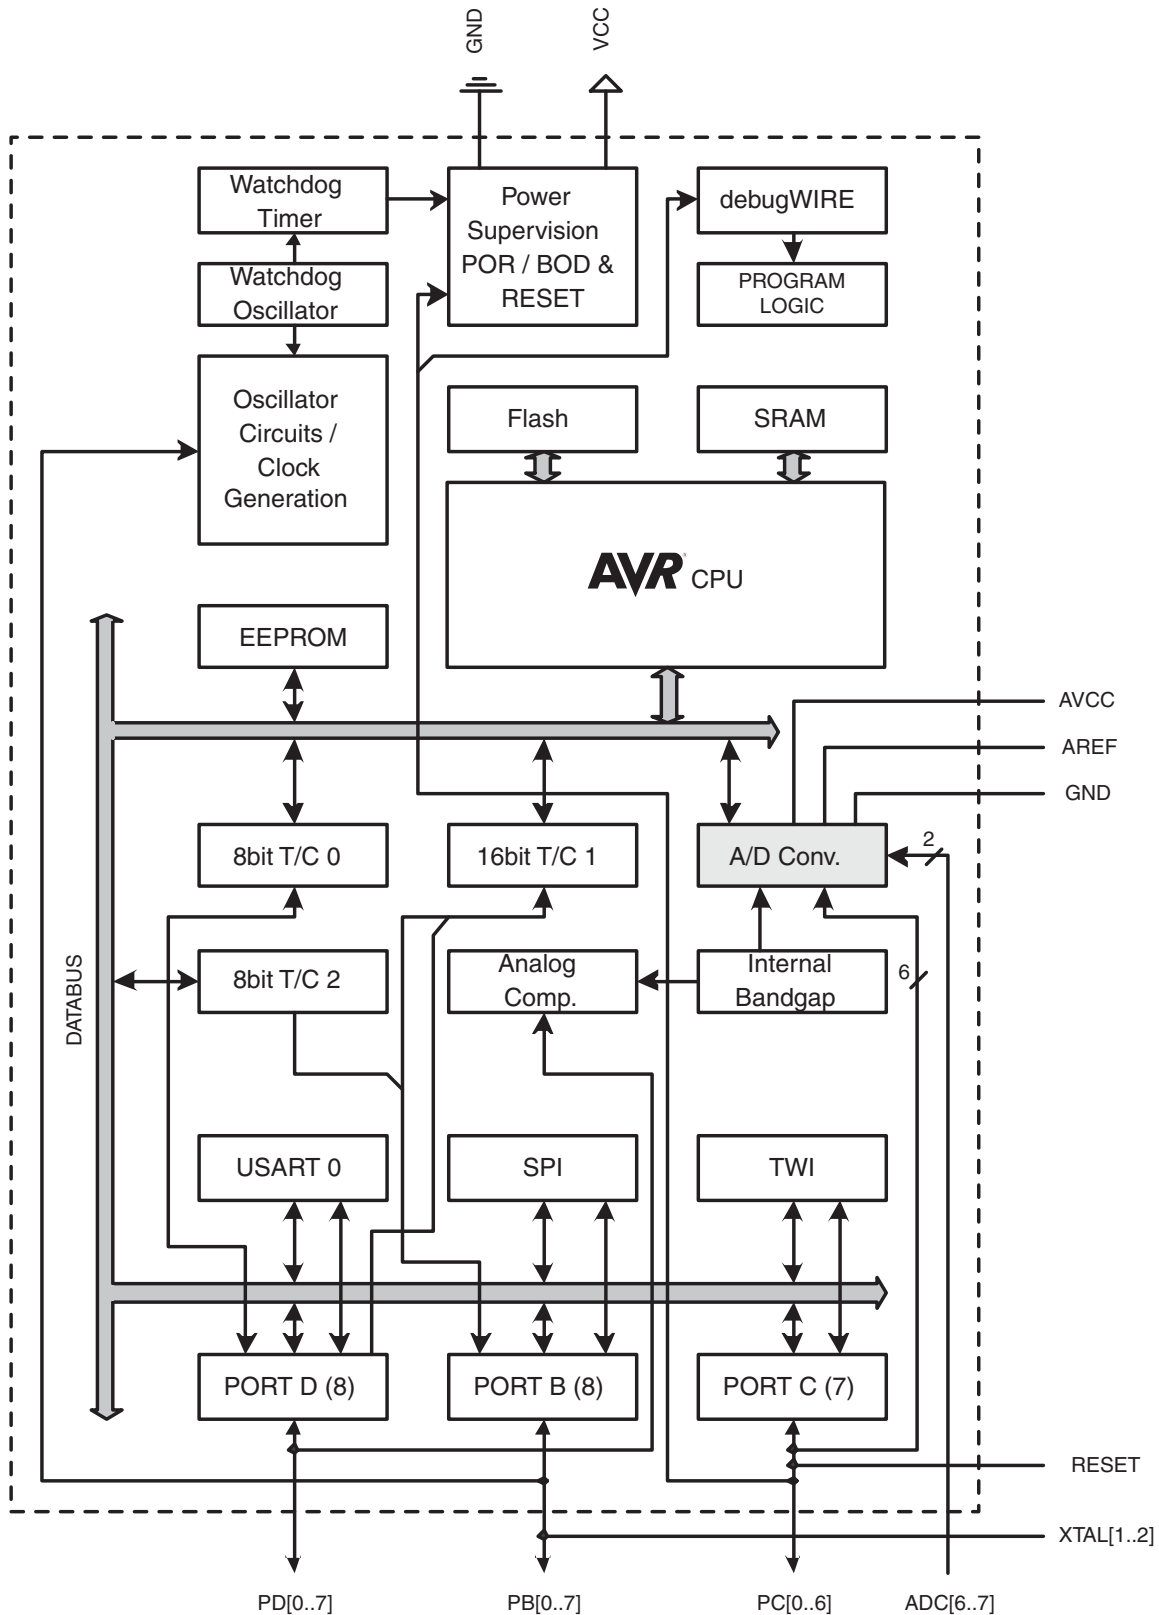 GND
VCC
Watchdog
Timer
Power
Supervision
POR / BOD &
RESET
debugWIRE
Watchdog
Oscillator
PROGRAM
LOGIC
Oscillator
Circuits /
Clock
Generation
Flash
SRAM
AVR® CPU
EEPROM
AVCC
AREF
GND
8bit T/C 0
16bit T/C 1
A/D Conv.
2
DATABUS
8bit T/C 2
Analog
Comp.
Internal
Bandgap
6
USART 0
SPI
TWI
PORT D (8)
PORT B (8)
PORT C (7)
RESET
XTAL[1..2]
PD[0..7]
PB[0..7]
PC[0..6]
ADC[6..7]